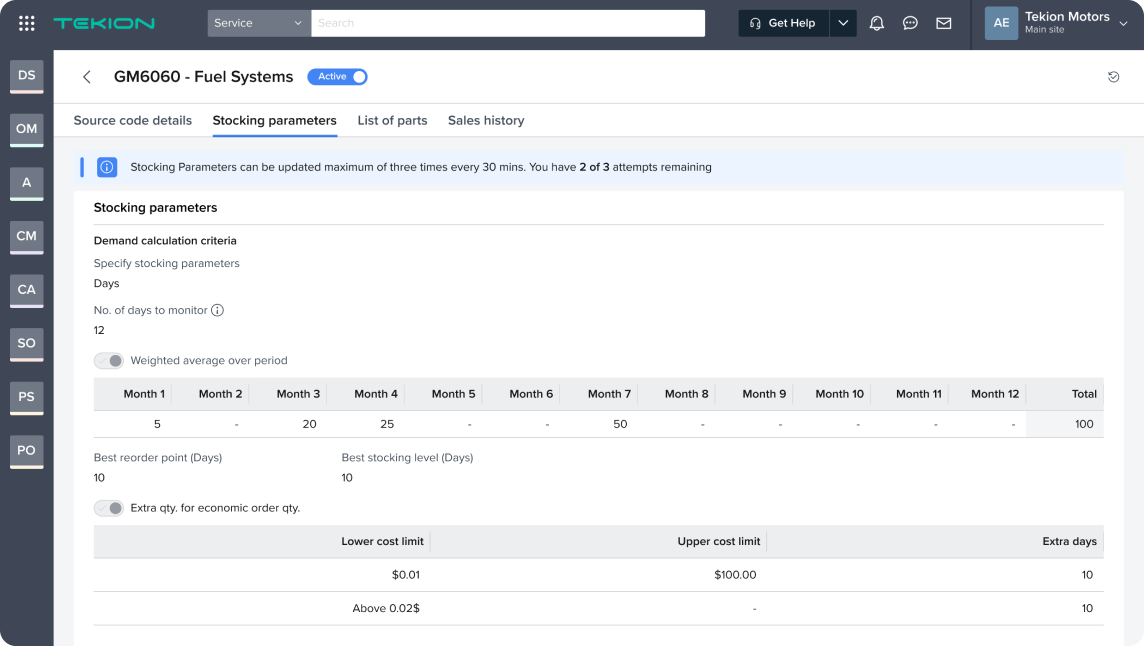 TEKION Service Search Get Help AE Tekion Motors
Main site
DS
OM
A
CM
CA
SO
PS
PO
GM6060 - Fuel Systems Active
Source code details Stocking parameters List of parts Sales history
Stocking Parameters can be updated maximum of three times every 30 mins. You have 2 of 3 attempts remaining
Stocking parameters
Demand calculation criteria
Specify stocking parameters
Days
No. of days to monitor
12
Weighted average over period
Month 1 Month 2 Month 3 Month 4 Month 5 Month 6 Month 7 Month 8 Month 9 Month 10 Month 11 Month 12 Total
5 - 20 25 - - 50 - - - - - 100
Best reorder point (Days) Best stocking level (Days)
10 10
Extra qty. for economic order qty.
Lower cost limit Upper cost limit Extra days
$0.01 $100.00 10
Above 0.02$ - 10